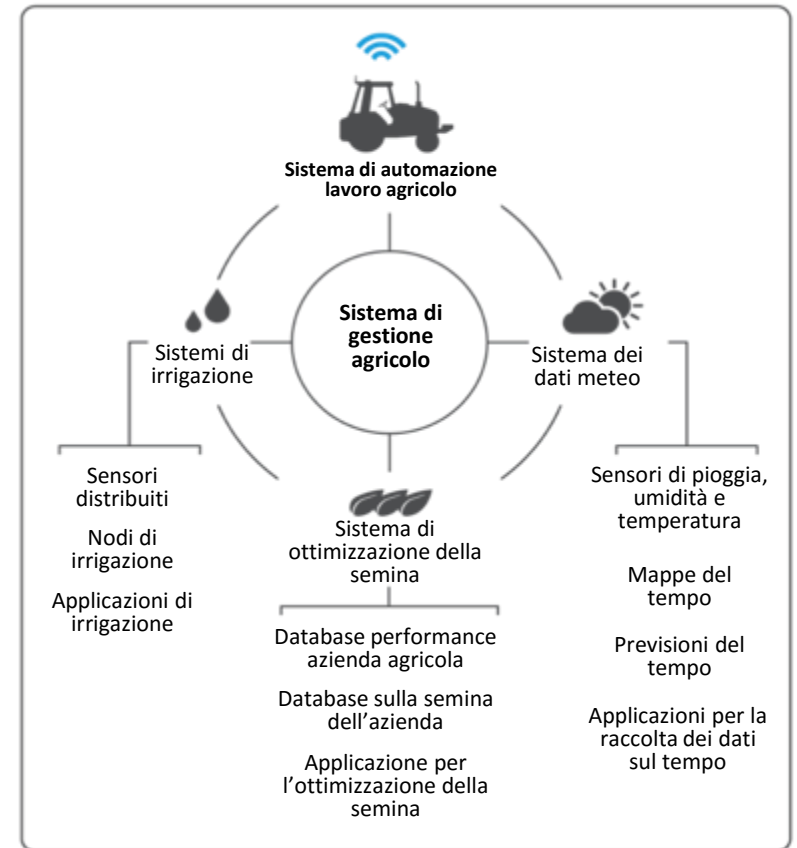 Sistema di automazione
lavoro agricolo
Sistema di
gestione
agricolo
Sistemi di
irrigazione
Sistema dei
dati meteo
Sensori
distribuiti
Nodi di
irrigazione
Applicazioni di
irrigazione
Sistema di
ottimizzazione della
semina
Database performance
azienda agricola
Database sulla semina
dell’azienda
Applicazione per
l’ottimizzazione della
semina
Sensori di pioggia,
umidità e
temperatura
Mappe del
tempo
Previsioni del
tempo
Applicazioni per la
raccolta dei dati
sul tempo